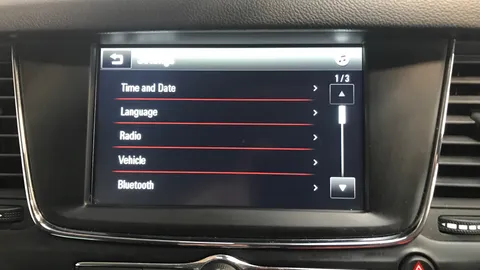 Settings
1/3
Time and Date
Language
Radio
Vehicle
Bluetooth